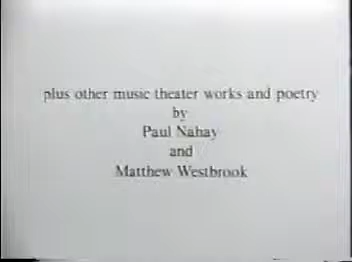 plus other music theater works and poetry
by
Paul Nahay
and
Matthew Westbrook